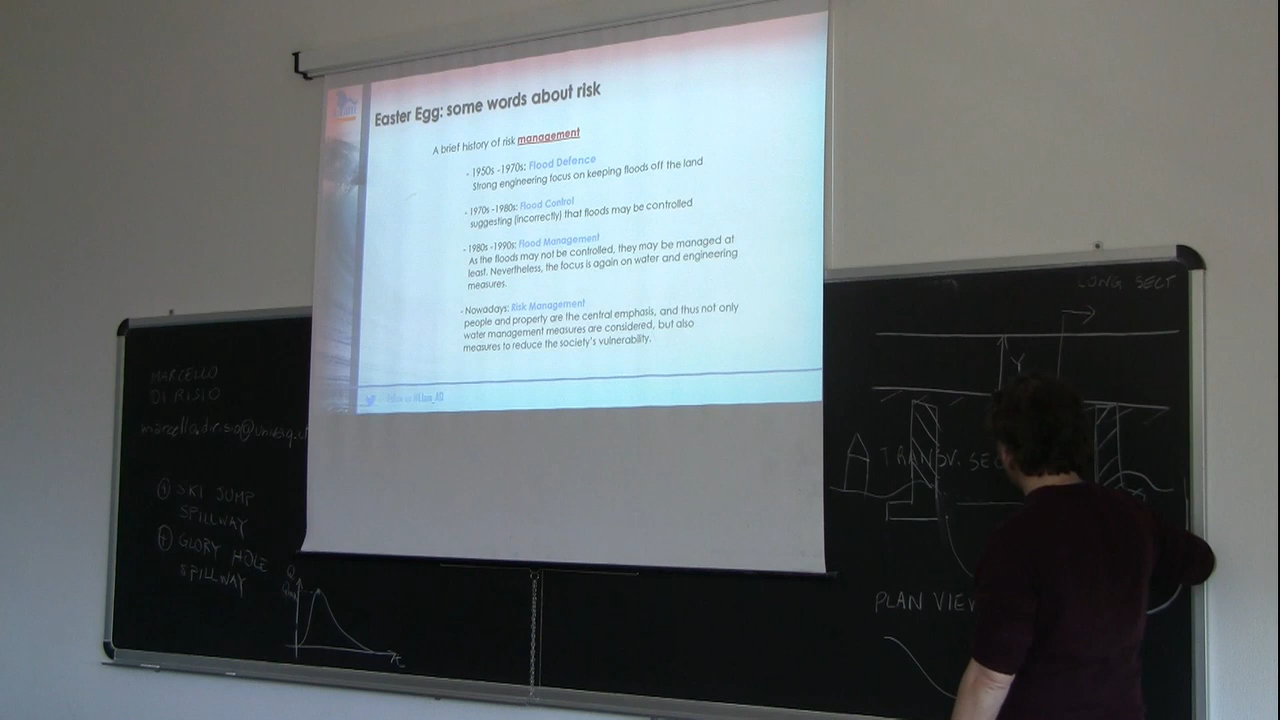 Easter Egg: some words about risk
A brief history of risk management
- 1950s -1970s: Flood Defence
Strong engineering focus on keeping floods off the land
- 1970s -1980s: Flood Control
suggesting (incorrectly) that floods may be controlled
- 1980s -1990s: Flood Management
As the floods may not be controlled, they may be managed at
least. Nevertheless, the focus is again on water and engineering
measures.
- Nowadays: Risk Management
people and property are the central emphasis, and thus not only
water management measures are considered, but also
measures to reduce the society's vulnerability.
MARCELLO
DI RISIO
SKI JUMP
SPILLWAY
GLORY HOLE
SPILLWAY
Q
t
LONG SECT
Y
TRANSV. SEC
PLAN VIEW